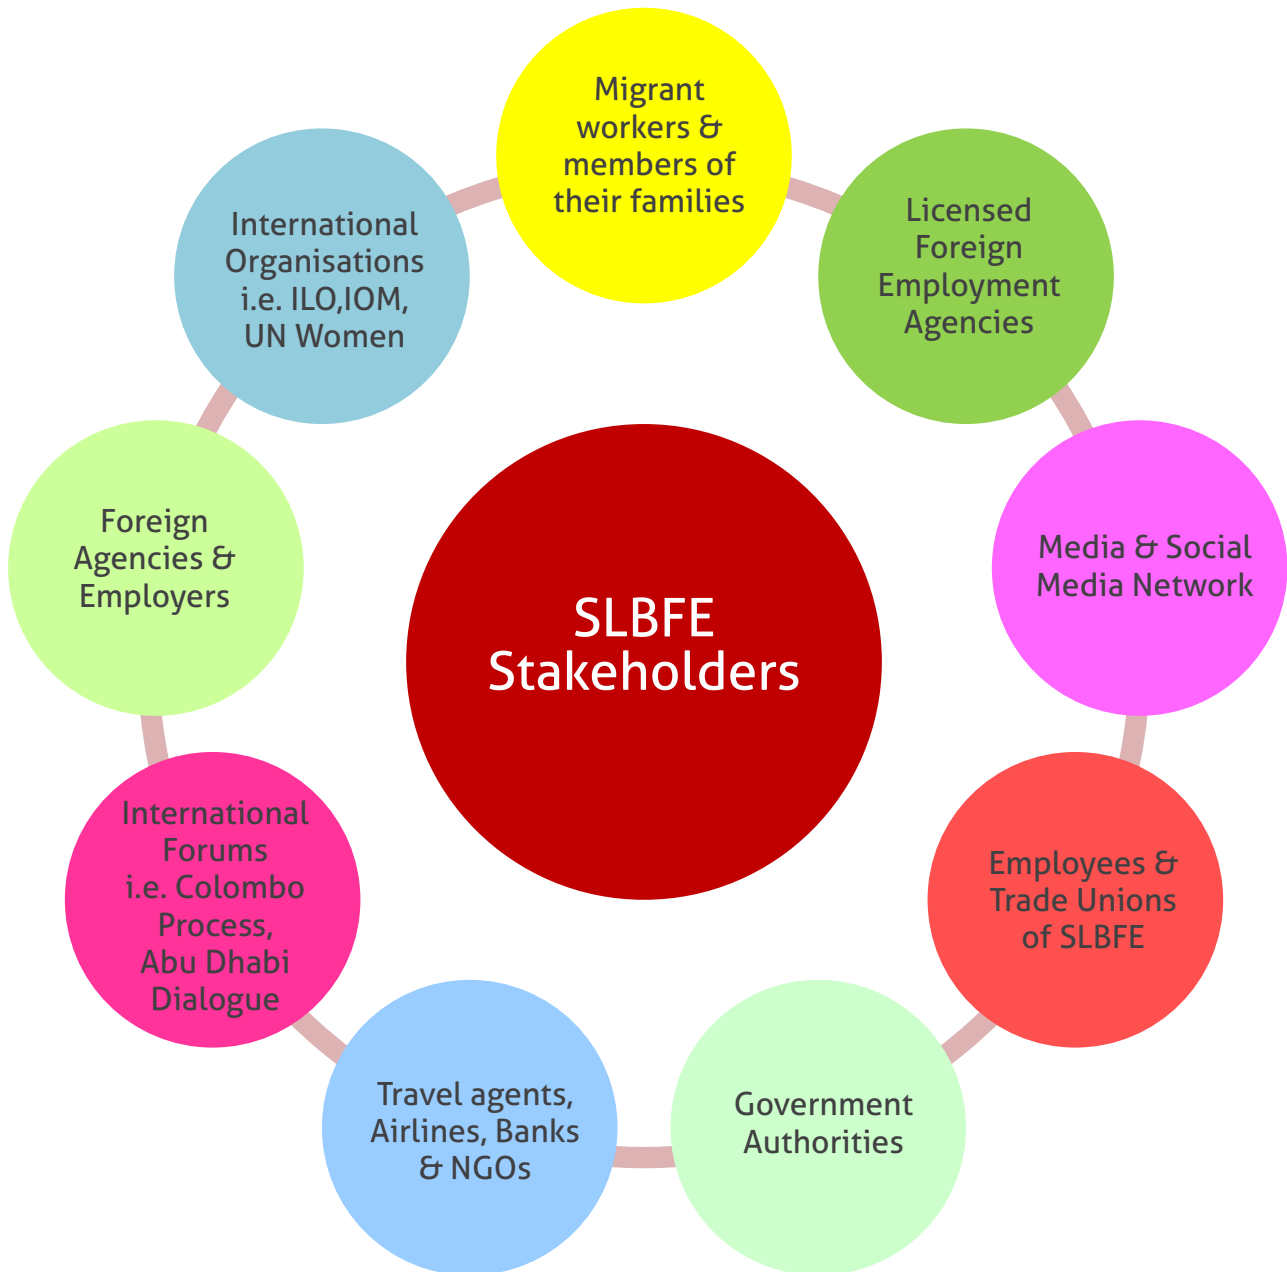 Migrant
workers &
members of
their families
Licensed
Foreign
Employment
Agencies
Media & Social
Media Network
Employees &
Trade Unions
of SLBFE
Government
Authorities
Travel agents,
Airlines, Banks
& NGOs
International
Forums
i.e. Colombo
Process,
Abu Dhabi
Dialogue
Foreign
Agencies &
Employers
International
Organisations
i.e. ILO,IOM,
UN Women
SLBFE
Stakeholders